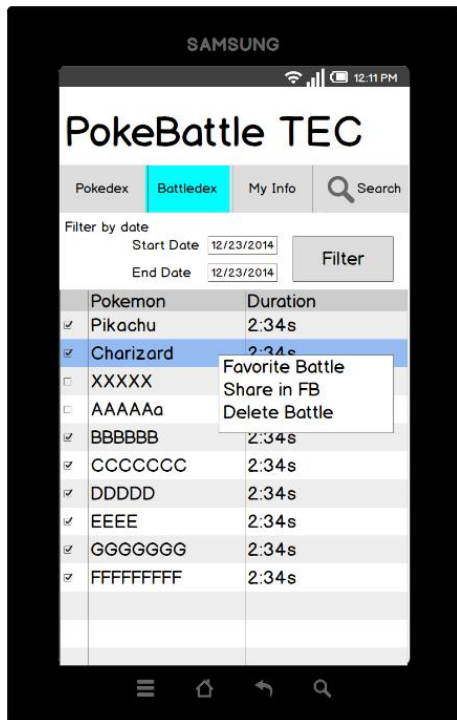 SAMSUNG
12:11 PM
PokeBattle TEC
Pokedex Battledex My Info Search
Filter by date
Start Date 12/23/2014
End Date 12/23/2014
Filter
Pokemon Duration
Pikachu 2:34s
Charizard 2:34s
Favorite Battle
Share in FB
Delete Battle
XXXXX
AAAAAa
BBBBBB 2:34s
CCCCCCC 2:34s
DDDDD 2:34s
EEEE 2:34s
GGGGGGG 2:34s
FFFFFFFFF 2:34s